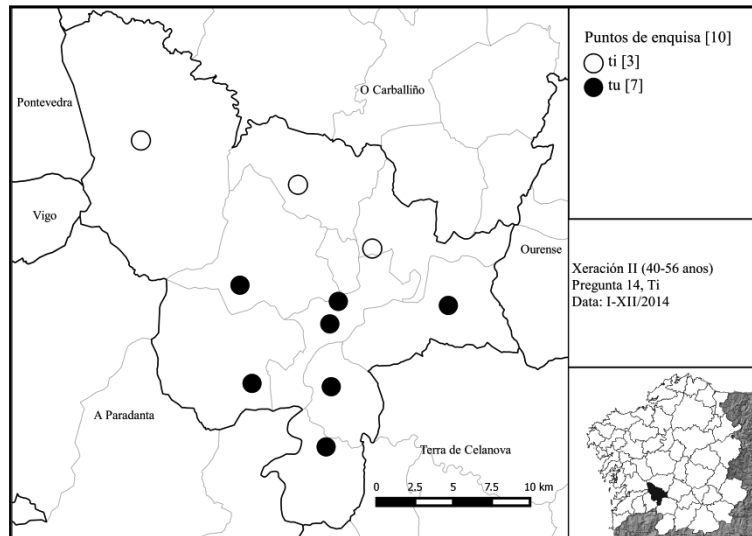 Puntos de enquisa [10]
ti [3]
tu [7]
Pontevedra
O Carballiño
Vigo
Ourense
Xeración II (40-56 anos)
Pregunta 14, Ti
Data: I-XII/2014
A Paradanta
Terra de Celanova
0 2,5 5 7,5 10 km